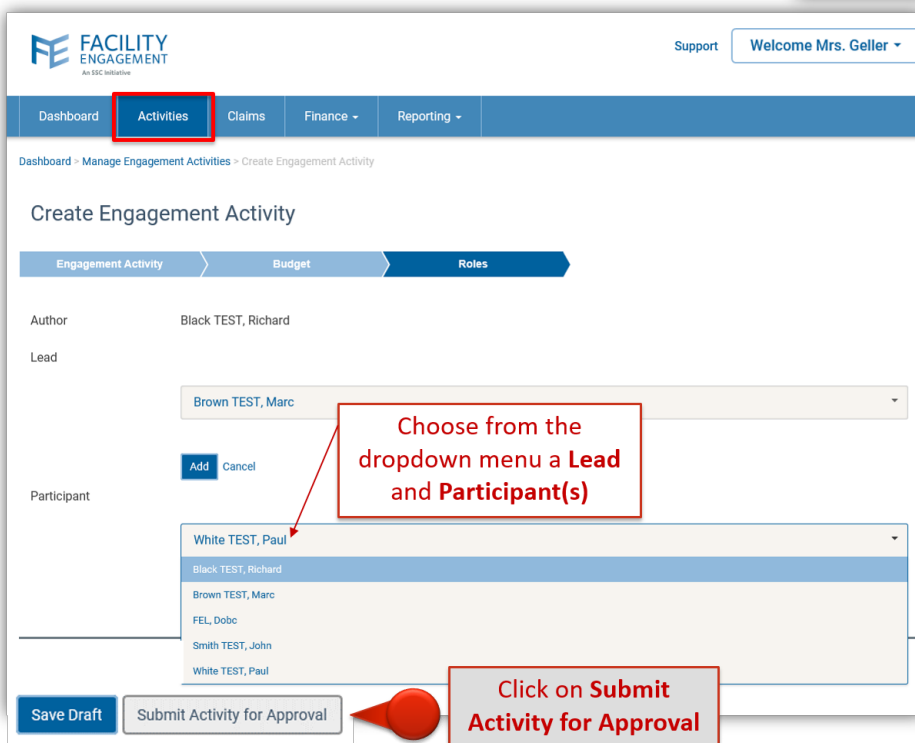 FACILITY
ENGAGEMENT
An SSC Initiative
Support
Welcome Mrs. Geller
Dashboard Activities Claims Finance Reporting
Dashboard > Manage Engagement Activities > Create Engagement Activity
Create Engagement Activity
Engagement Activity Budget Roles
Author Black TEST, Richard
Lead
Brown TEST, Marc
Choose from the
dropdown menu a Lead
and Participant(s)
Add Cancel
Participant
White TEST, Paul
Black TEST, Richard
Brown TEST, Marc
FEL, Dobc
Smith TEST, John
White TEST, Paul
Save Draft Submit Activity for Approval
Click on Submit
Activity for Approval